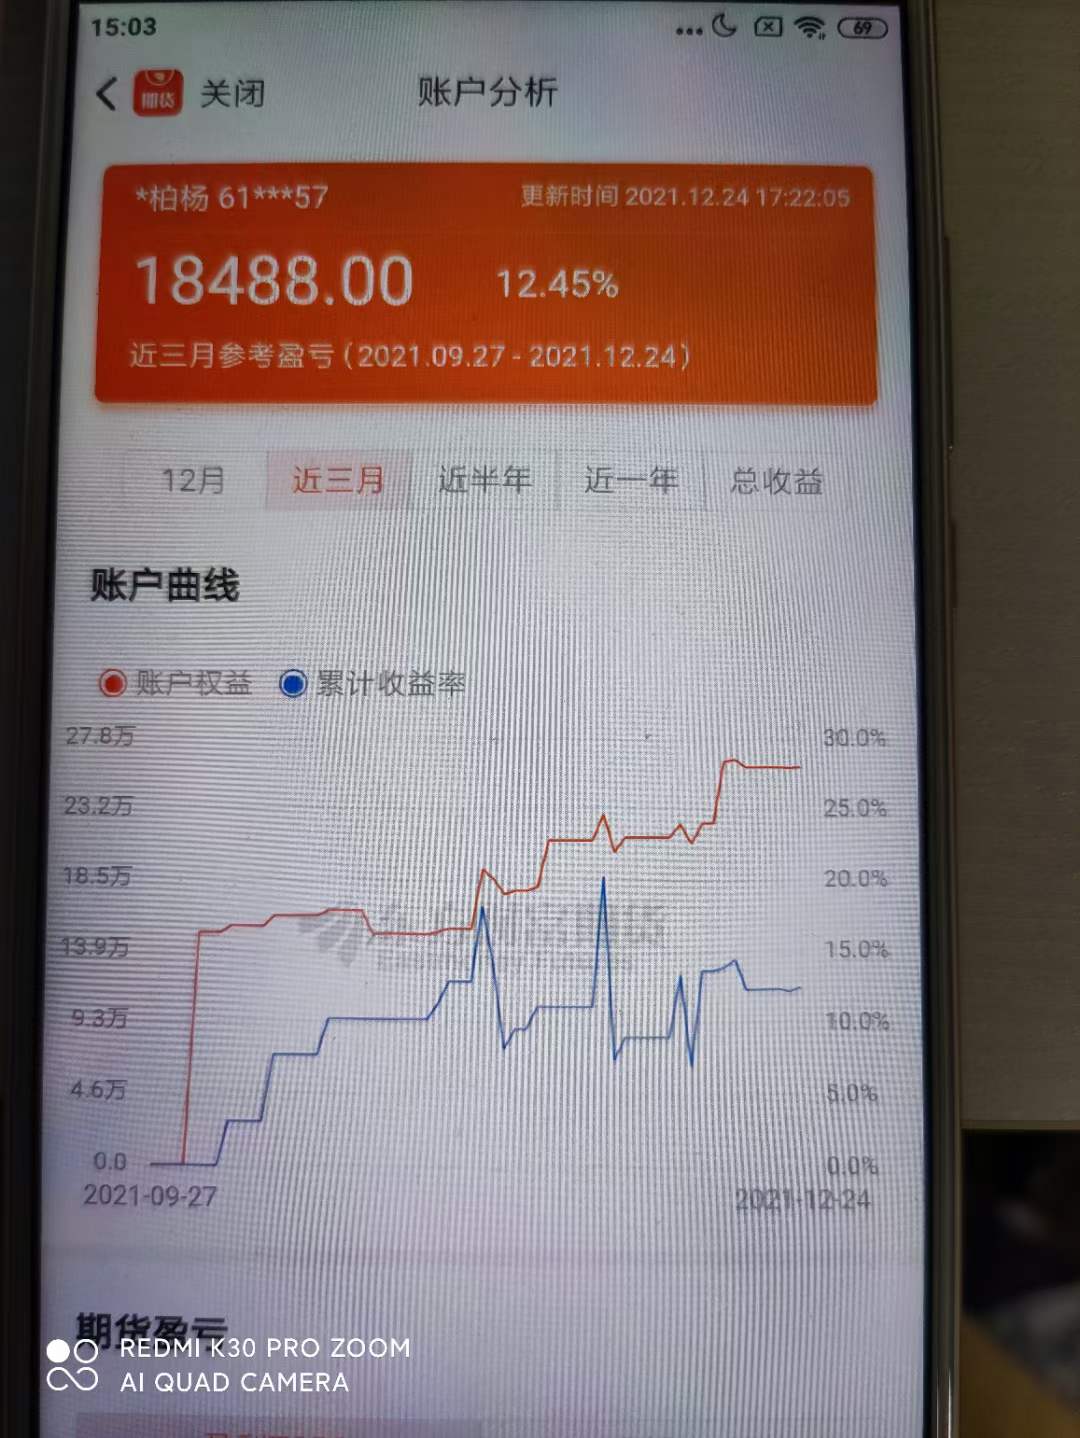 15:03
69
期货 关闭 账户分析
*柏杨 61***57 更新时间 2021.12.24 17:22:05
18488.00 12.45%
近三月参考盈亏 (2021.09.27 - 2021.12.24)
12月 近三月 近半年 近一年 总收益
账户曲线
账户权益 累计收益率
27.8万 30.0%
23.2万 25.0%
18.5万 20.0%
13.9万 15.0%
9.3万 10.0%
4.6万 5.0%
0.0 0.0%
2021-09-27 2021-12-24
期货盈亏
REDMI K30 PRO ZOOM
AI QUAD CAMERA